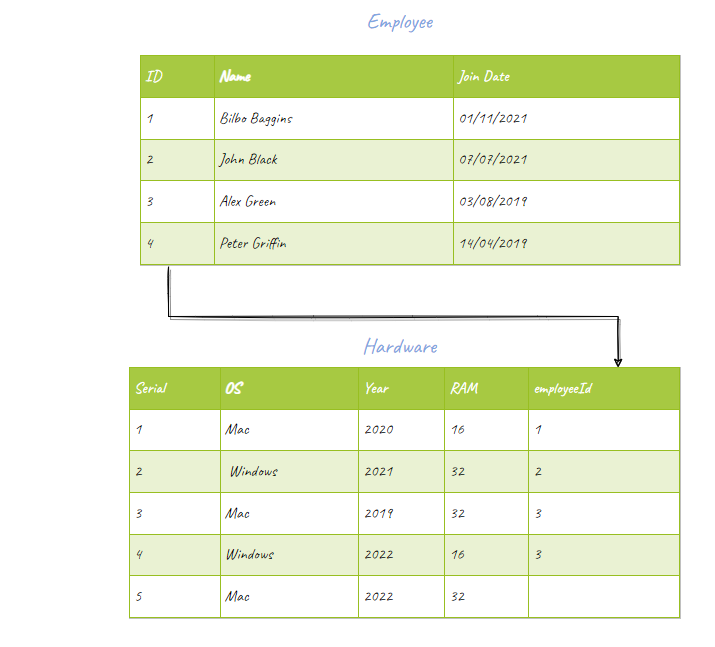 Employee
ID Name Join Date
1 Bilbo Baggins 01/11/2021
2 John Black 07/07/2021
3 Alex Green 03/08/2019
4 Peter Griffin 14/04/2019
Hardware
Serial OS Year RAM employeeId
1 Mac 2020 16 1
2 Windows 2021 32 2
3 Mac 2019 32 3
4 Windows 2022 16 3
5 Mac 2022 32